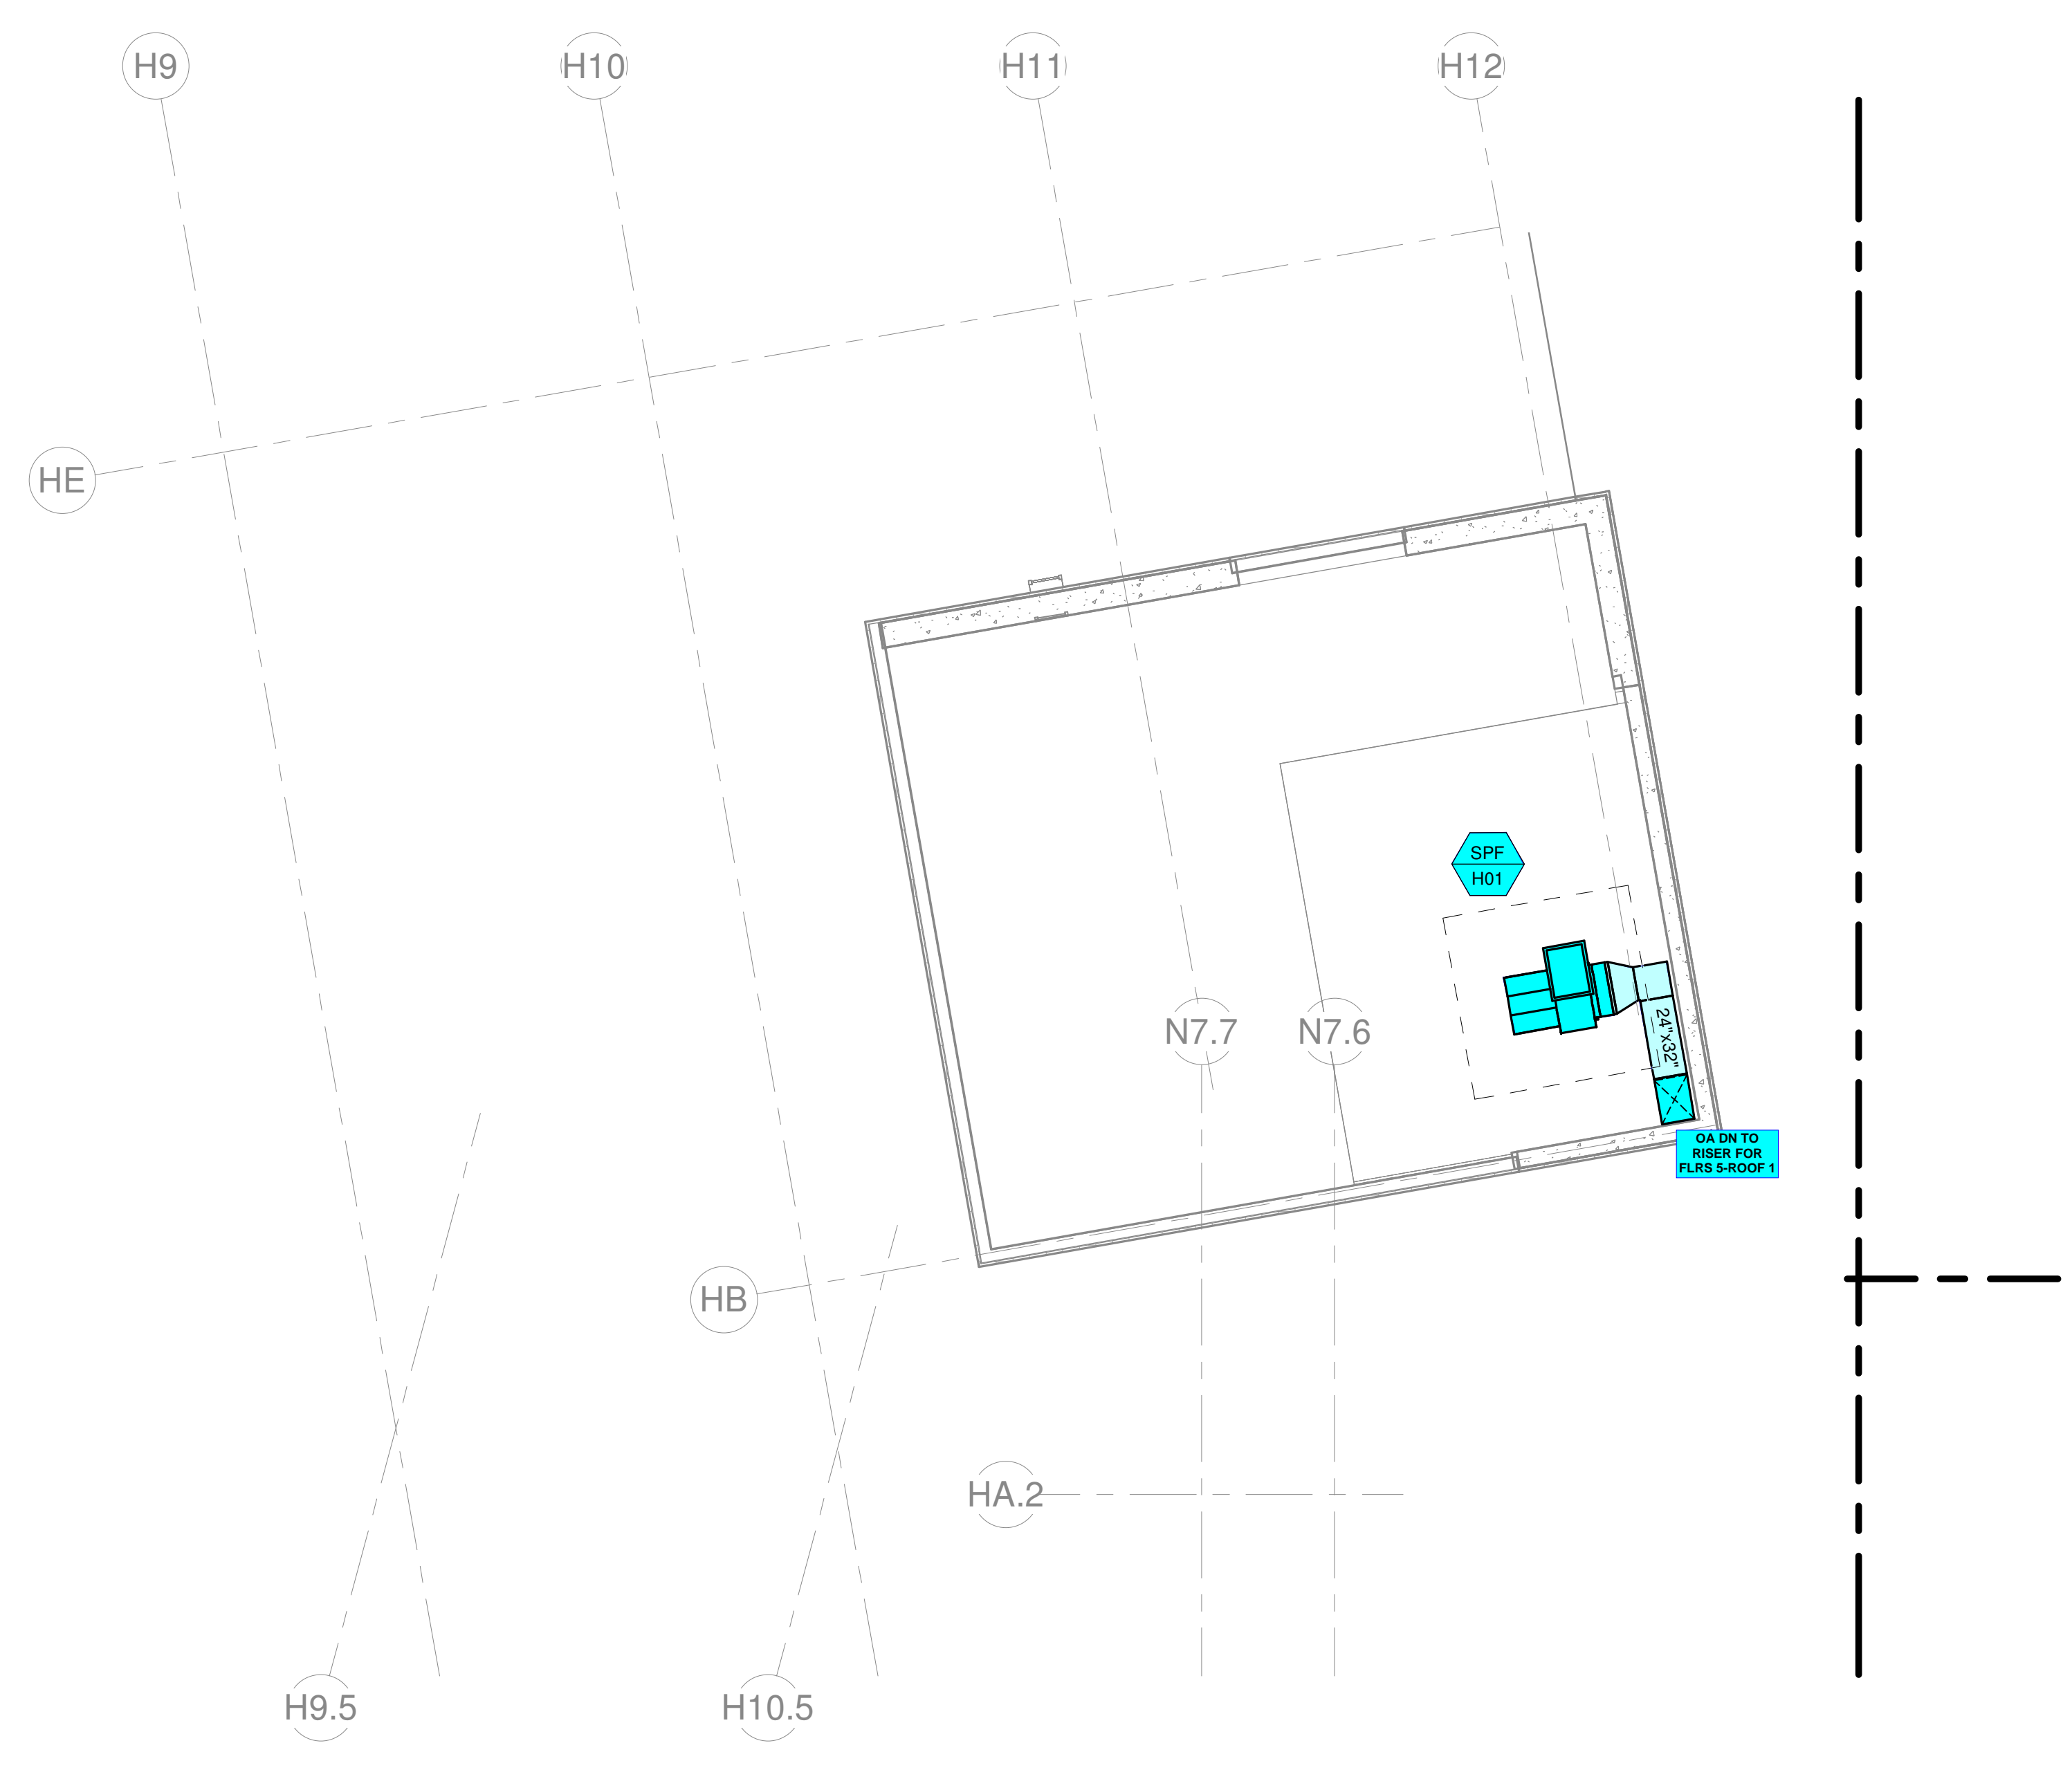 H9
H10
H11
H12
HE
SPF
H01
N7.7
N7.6
24"x32"
OA DN TO
RISER FOR
FLRS 5-ROOF 1
HB
HA.2
H9.5
H10.5